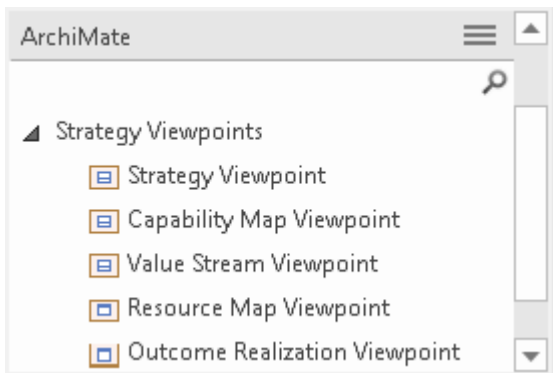 ArchiMate
Strategy Viewpoints
Strategy Viewpoint
Capability Map Viewpoint
Value Stream Viewpoint
Resource Map Viewpoint
Outcome Realization Viewpoint